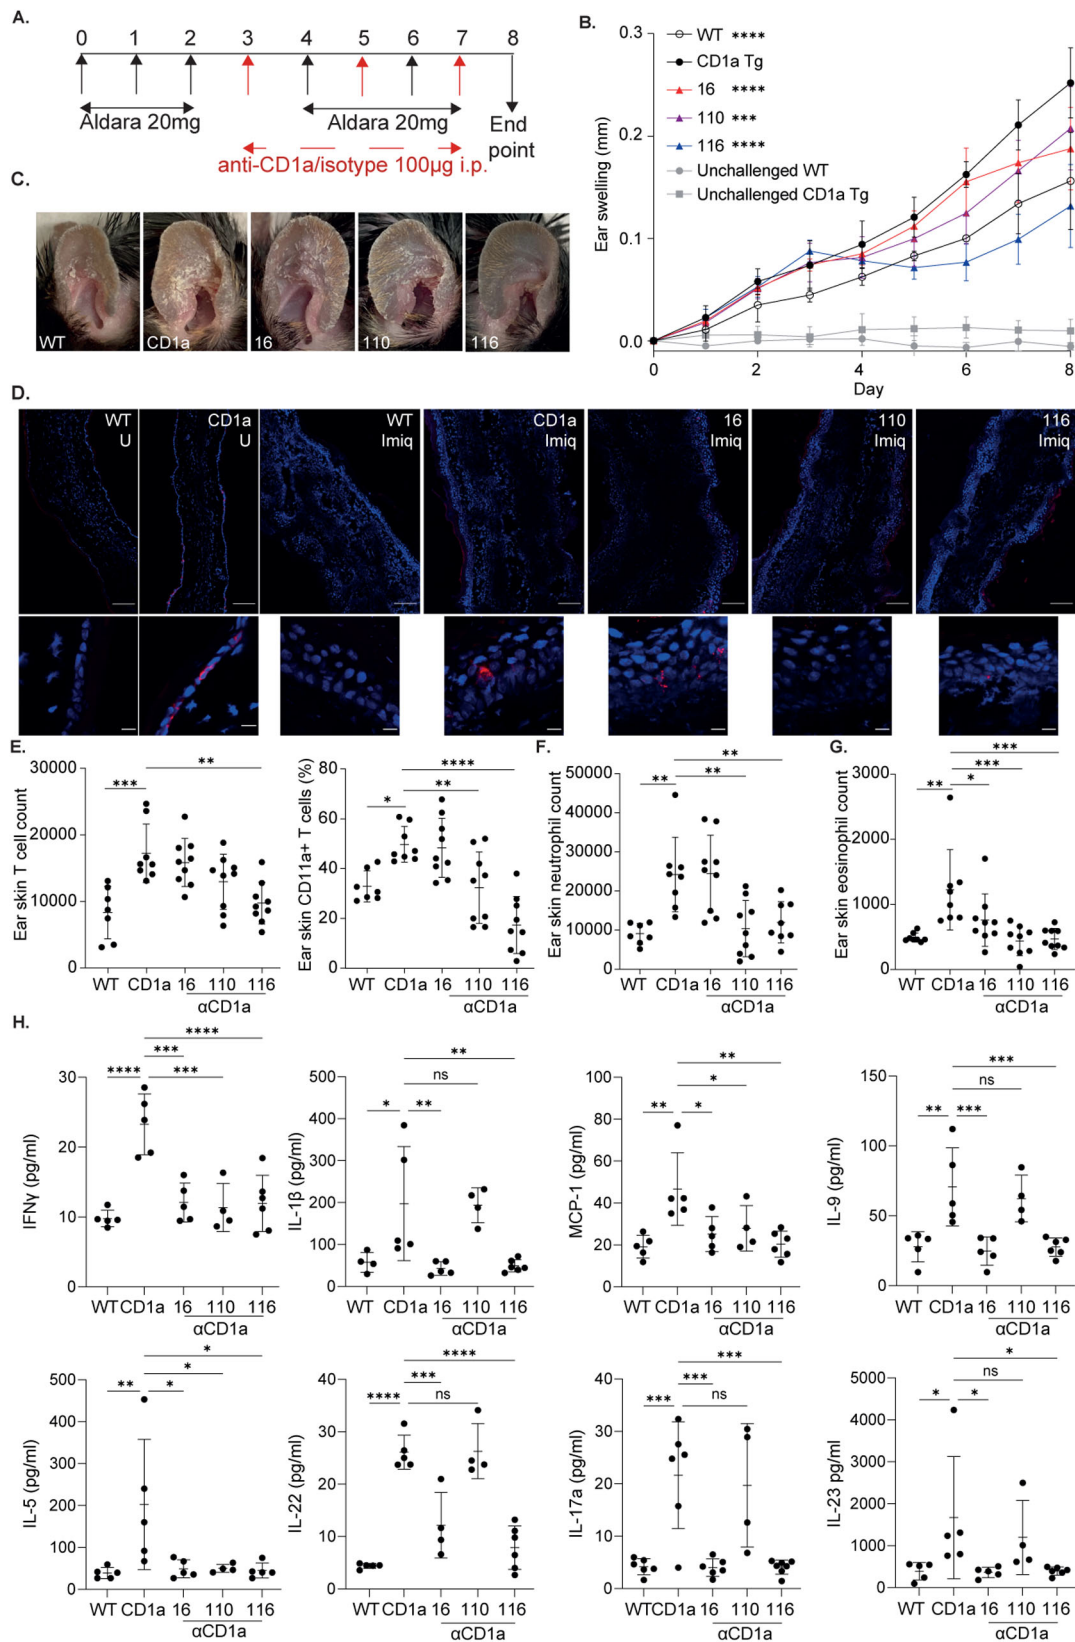 A.
0 1 2 3 4 5 6 7 8
Aldara 20mg
Aldara 20mg
End
point
anti-CD1a/isotype 100µg i.p.
B.
Ear swelling (mm)
0.3
0.2
0.1
0.0
WT ****
CD1a Tg
16 ****
110 ***
116 ****
Unchallenged WT
Unchallenged CD1a Tg
0 2 4 6 8
Day
C.
WT CD1a 16 110 116
D.
WT
U
CD1a
U
WT
Imiq
CD1a
Imiq
16
Imiq
110
Imiq
116
Imiq
E.
Ear skin T cell count
30000
20000
10000
0
*** **
WT CD1a 16 110 116
αCD1a
Ear skin CD11a+ T cells (%)
80
60
40
20
0
****
**
*
WT CD1a 16 110 116
αCD1a
F.
Ear skin neutrophil count
50000
40000
30000
20000
10000
0
**
** **
WT CD1a 16 110 116
αCD1a
G.
Ear skin eosinophil count
3000
2000
1000
0
***
***
** *
WT CD1a 16 110 116
αCD1a
H.
IFNγ (pg/ml)
30
20
10
0
****
***
**** ***
WT CD1a 16 110 116
αCD1a
IL-1β (pg/ml)
500
400
300
200
100
0
**
ns
* **
WT CD1a 16 110 116
αCD1a
MCP-1 (pg/ml)
100
80
60
40
20
0
**
*
** *
WT CD1a 16 110 116
αCD1a
IL-9 (pg/ml)
150
100
50
0
***
ns
** ***
WT CD1a 16 110 116
αCD1a
IL-5 (pg/ml)
500
400
300
200
100
0
*
*
** *
WT CD1a 16 110 116
αCD1a
IL-22 (pg/ml)
40
30
20
10
0
****
***
**** ns
WT CD1a 16 110 116
αCD1a
IL-17a (pg/ml)
40
30
20
10
0
***
***
*** ns
WT CD1a 16 110 116
αCD1a
IL-23 pg/ml)
5000
4000
3000
2000
1000
0
*
ns
* *
WT CD1a 16 110 116
αCD1a